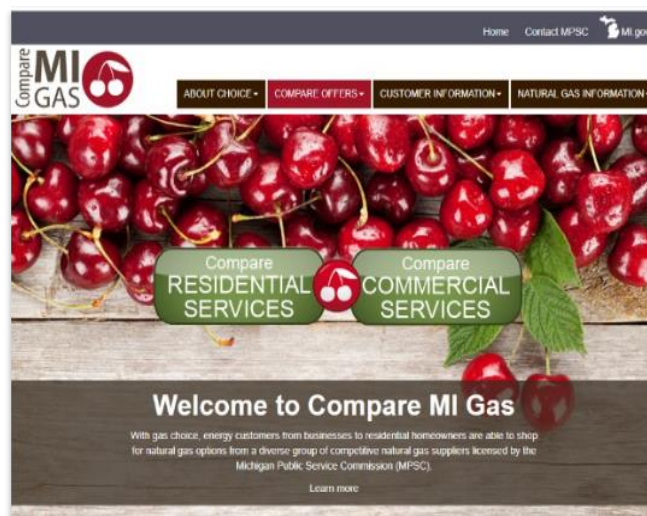 Home Contact MPSC MI.gov
Compare
MI
GAS
ABOUT CHOICE COMPARE OFFERS CUSTOMER INFORMATION NATURAL GAS INFORMATION
Compare
RESIDENTIAL
SERVICES
Compare
COMMERCIAL
SERVICES
Welcome to Compare MI Gas
With gas choice, energy customers from businesses to residential homeowners are able to shop
for natural gas options from a diverse group of competitive natural gas suppliers licensed by the
Michigan Public Service Commission (MPSC).
Learn more